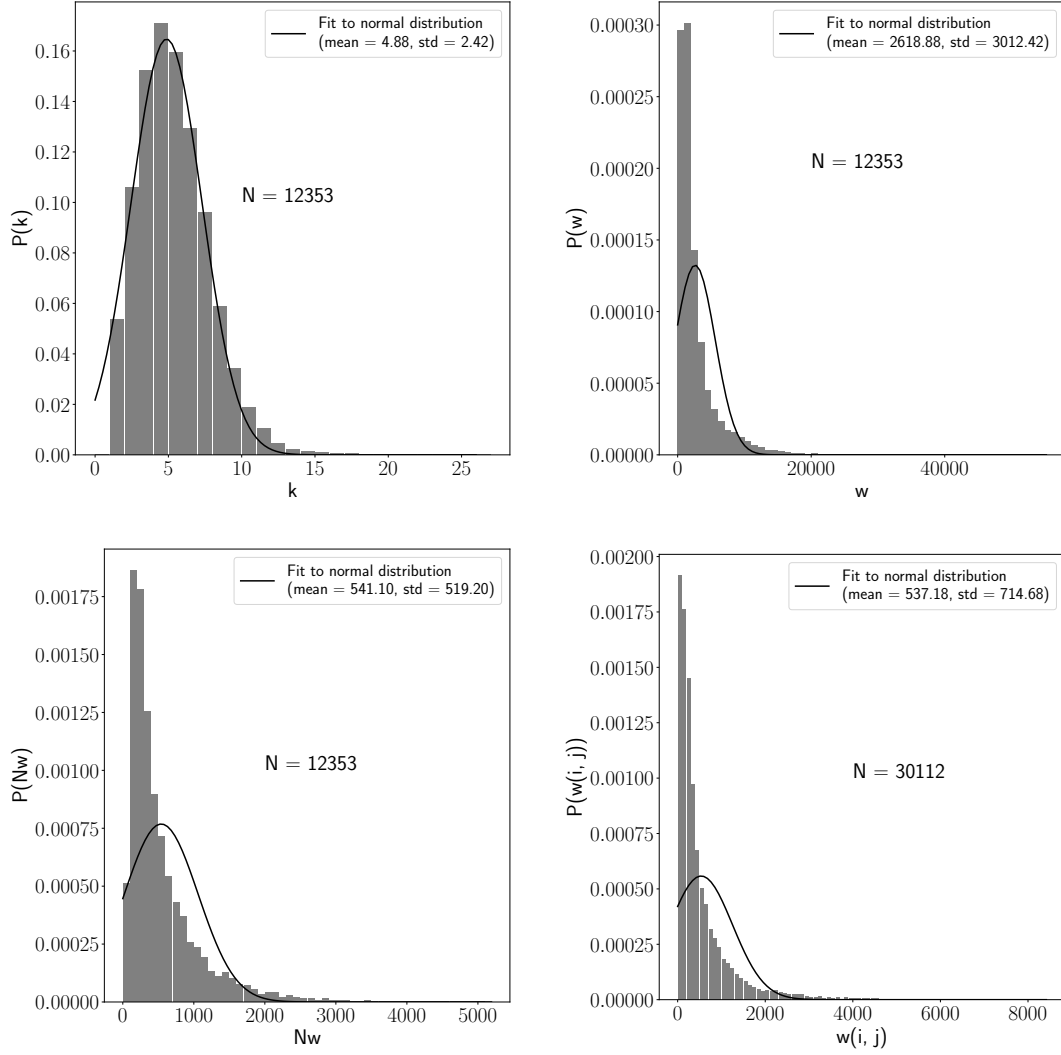 Fit to normal distribution
(mean = 4.88, std = 2.42)
N = 12353
P(k)
0.16
0.14
0.12
0.10
0.08
0.06
0.04
0.02
0.00
0
5
10
15
20
25
k
Fit to normal distribution
(mean = 2618.88, std = 3012.42)
N = 12353
P(w)
0.00030
0.00025
0.00020
0.00015
0.00010
0.00005
0.00000
0
20000
40000
w
Fit to normal distribution
(mean = 541.10, std = 519.20)
N = 12353
P(Nw)
0.00175
0.00150
0.00125
0.00100
0.00075
0.00050
0.00025
0.00000
0
1000
2000
3000
4000
5000
Nw
Fit to normal distribution
(mean = 537.18, std = 714.68)
N = 30112
P(w(i, j))
0.00200
0.00175
0.00150
0.00125
0.00100
0.00075
0.00050
0.00025
0.00000
0
2000
4000
6000
8000
w(i, j)